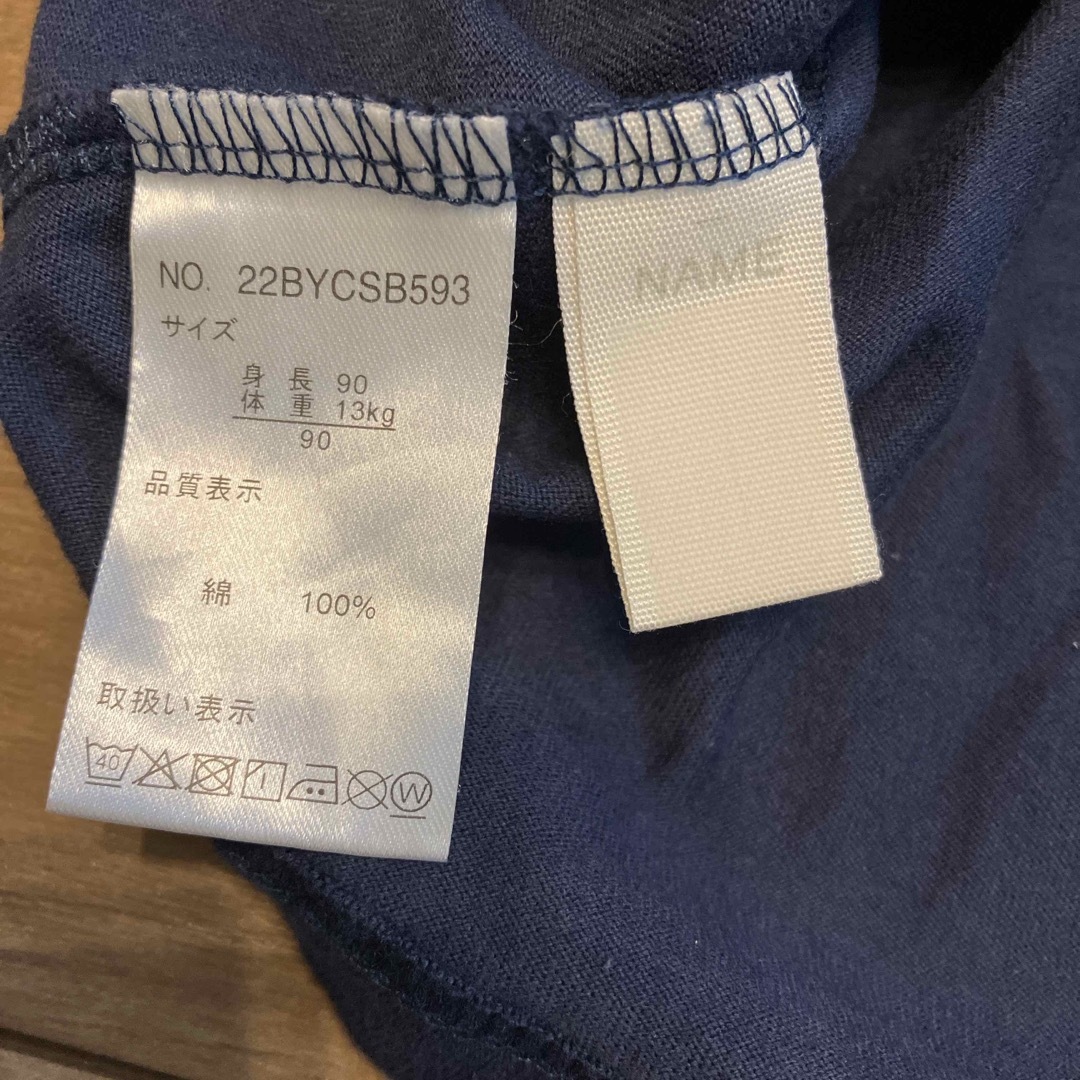 NO. 22BYCSB593
サイズ
身長 90
体重 13kg
90
品質表示
綿 100%
取扱い表示
40 W
NAME